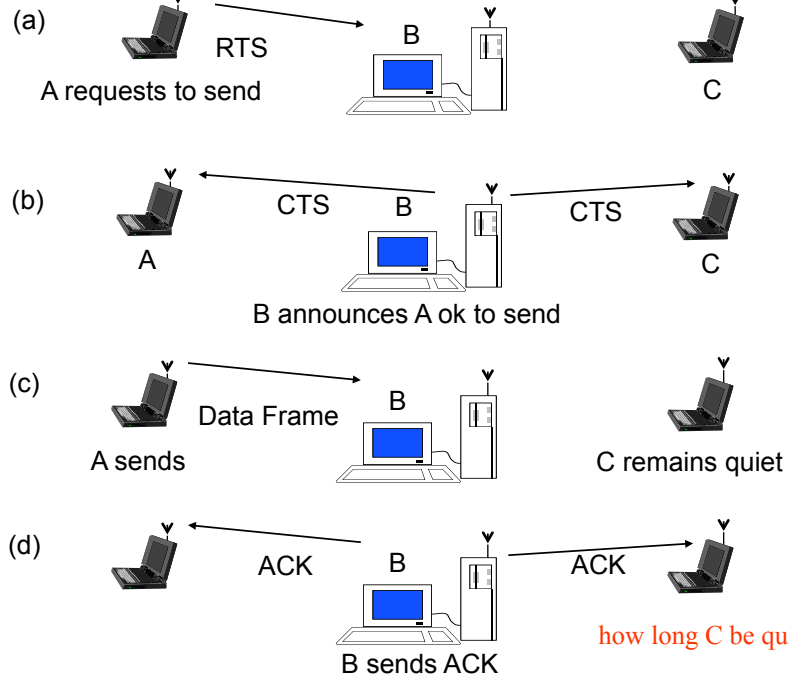 (a)
RTS
B
A requests to send
C
(b)
CTS
B
CTS
A
C
B announces A ok to send
(c)
Data Frame
B
A sends
C remains quiet
(d)
ACK
B
ACK
how long C be qu
B sends ACK